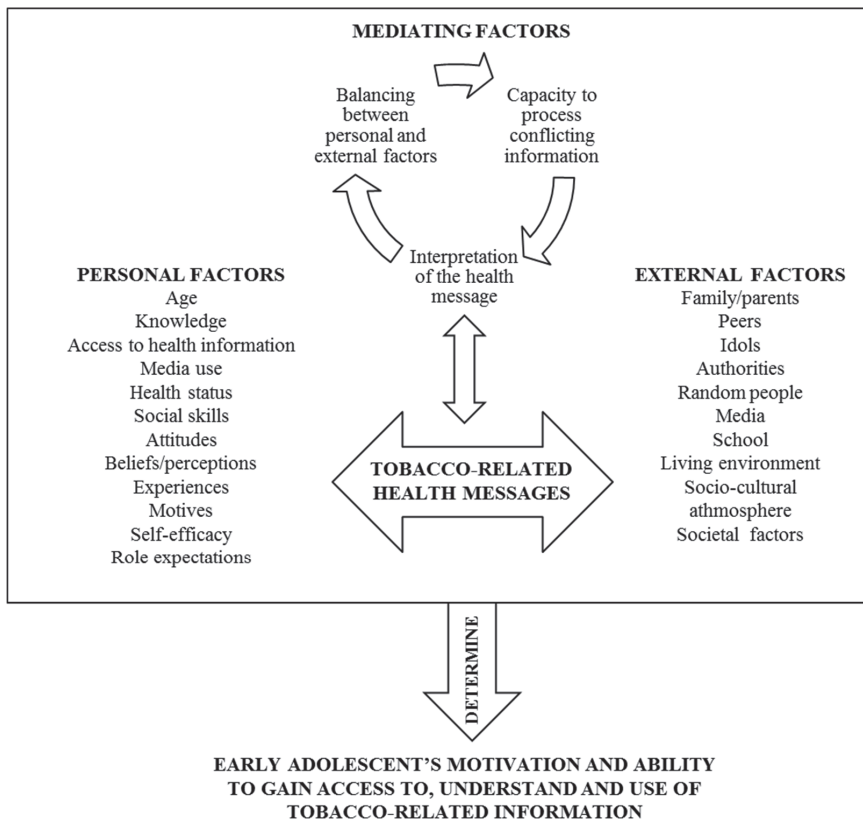 MEDIATING FACTORS
Balancing
between
personal and
external factors
Capacity to
process
conflicting
information
Interpretation
of the health
message
PERSONAL FACTORS
Age
Knowledge
Access to health information
Media use
Health status
Social skills
Attitudes
Beliefs/perceptions
Experiences
Motives
Self-efficacy
Role expectations
TOBACCO-RELATED
HEALTH MESSAGES
EXTERNAL FACTORS
Family/parents
Peers
Idols
Authorities
Random people
Media
School
Living environment
Socio-cultural
athmosphere
Societal factors
DETERMINE
EARLY ADOLESCENT’S MOTIVATION AND ABILITY
TO GAIN ACCESS TO, UNDERSTAND AND USE OF
TOBACCO-RELATED INFORMATION